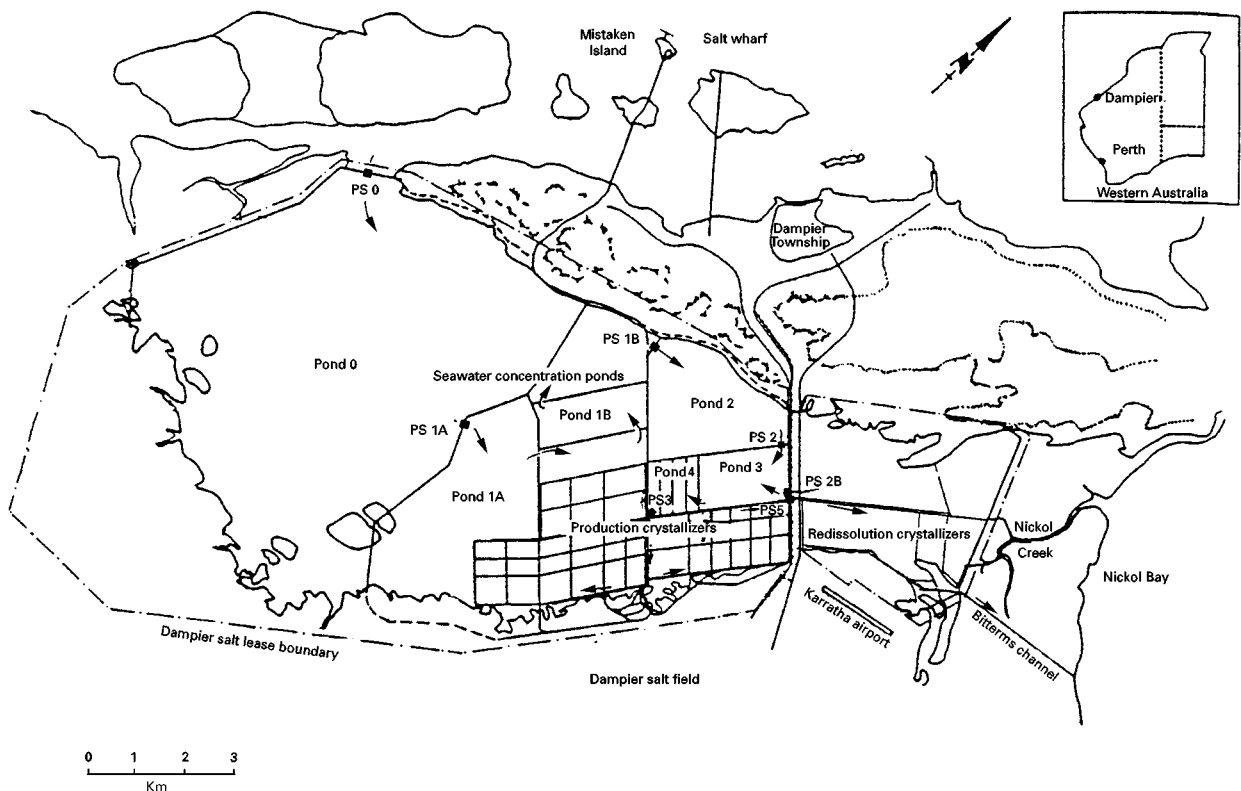 Mistaken
Island
Salt wharf
N
Dampier
Perth
Western Australia
PS 0
Dampier
Township
Pond 0
PS 1B
Seawater concentration ponds
Pond 1B
Pond 2
PS 1A
PS 2
Pond 4
Pond 3
PS 2B
Pond 1A
PS3
PS5
Production crystallizers
Redissolution crystallizers
Nickol
Creek
Nickol Bay
Karratha airport
Bitterms channel
Dampier salt lease boundary
Dampier salt field
0 1 2 3
Km